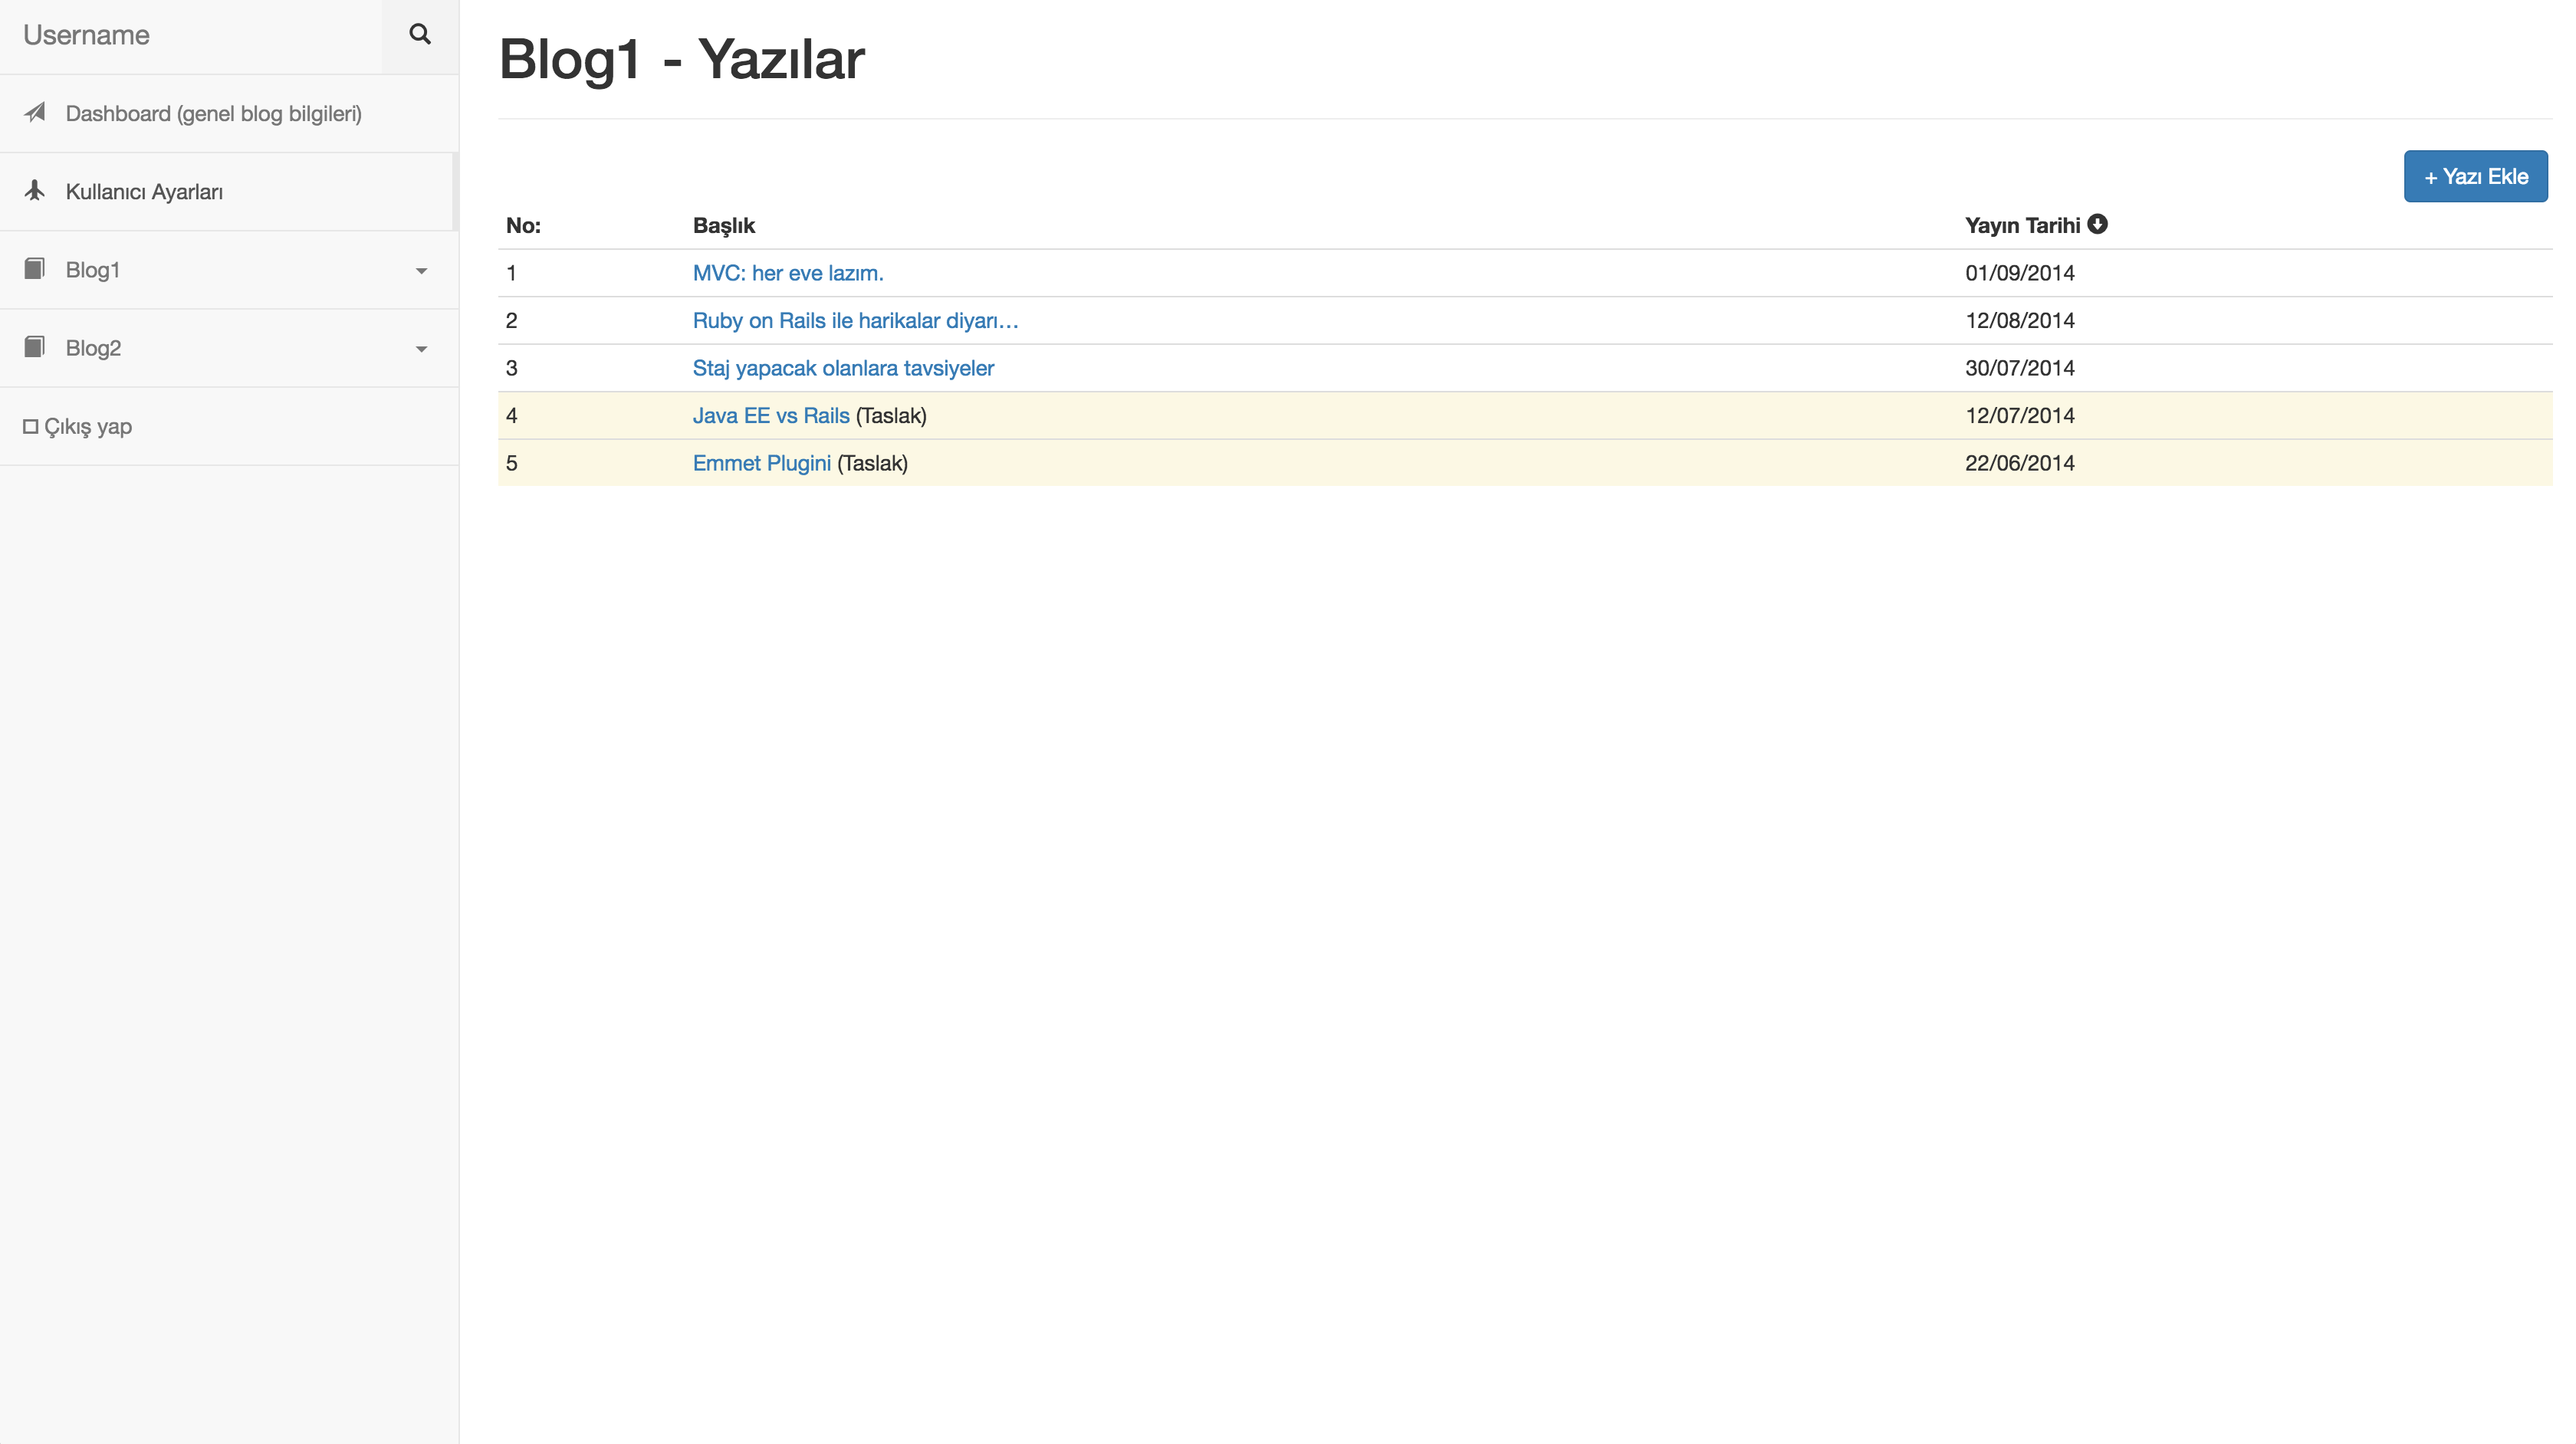 Username
Dashboard (genel blog bilgileri)
Kullanıcı Ayarları
Blog1
Blog2
Çıkış yap
Blog1 - Yazılar
+ Yazı Ekle
No: Başlık Yayın Tarihi
1 MVC: her eve lazım. 01/09/2014
2 Ruby on Rails ile harikalar diyarı… 12/08/2014
3 Staj yapacak olanlara tavsiyeler 30/07/2014
4 Java EE vs Rails (Taslak) 12/07/2014
5 Emmet Plugini (Taslak) 22/06/2014